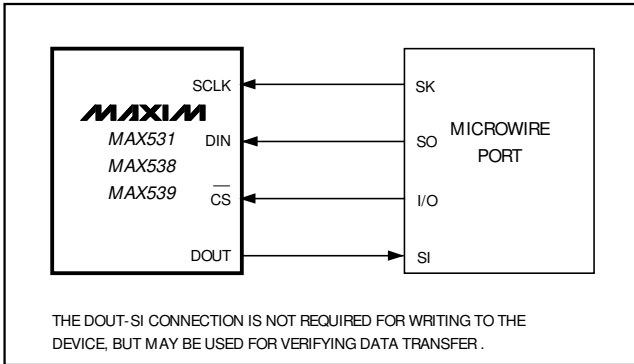 SCLK SK
MAXIM
MAX531 DIN SO MICROWIRE
PORT
MAX538
MAX539 C̅S̅ I/O
DOUT SI
THE DOUT-SI CONNECTION IS NOT REQUIRED FOR WRITING TO THE
DEVICE, BUT MAY BE USED FOR VERIFYING DATA TRANSFER .